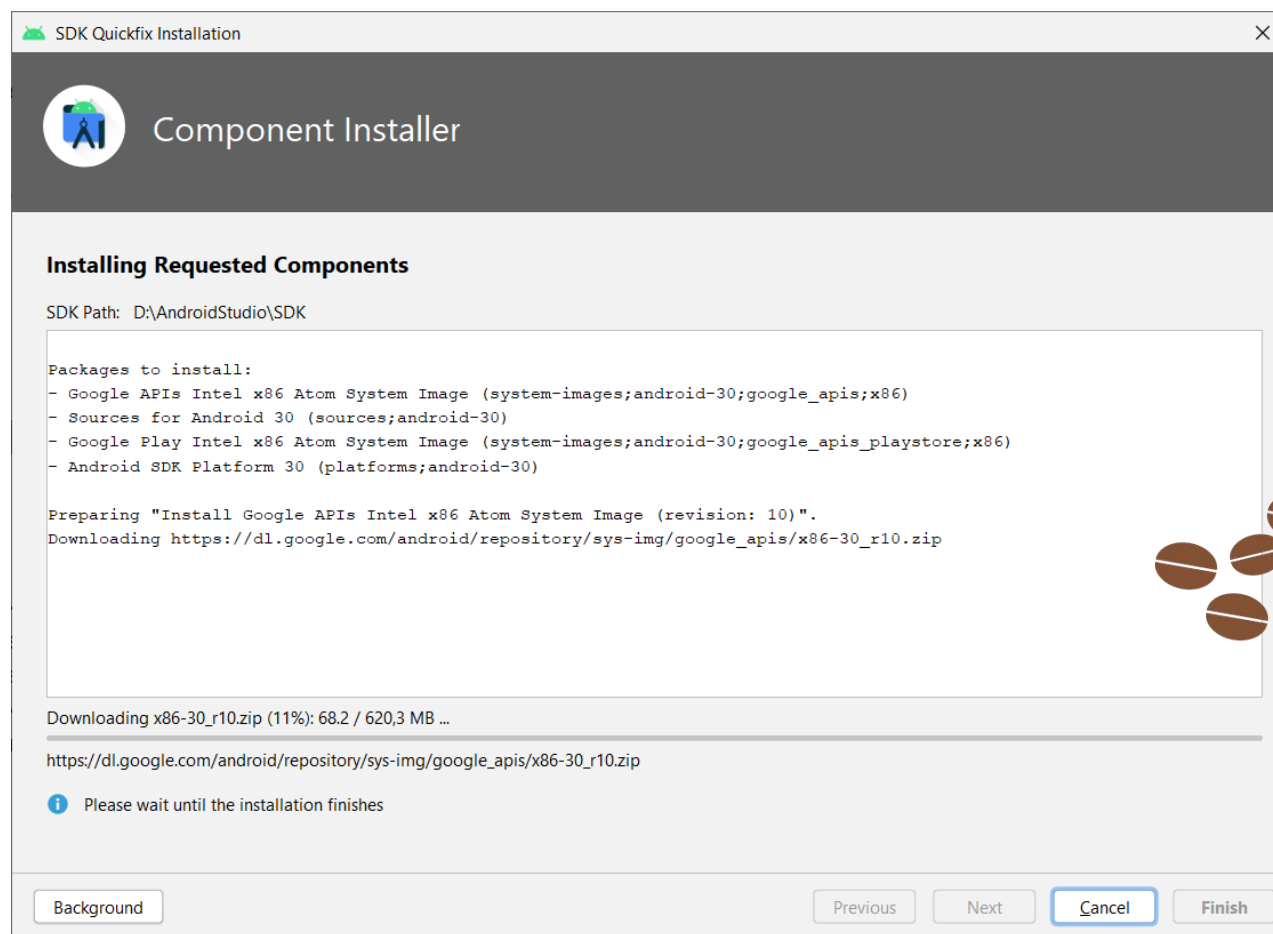 SDK Quickfix Installation
Component Installer
Installing Requested Components
SDK Path: D:\AndroidStudio\SDK
Packages to install:
- Google APIs Intel x86 Atom System Image (system-images;android-30;google_apis;x86)
- Sources for Android 30 (sources;android-30)
- Google Play Intel x86 Atom System Image (system-images;android-30;google_apis_playstore;x86)
- Android SDK Platform 30 (platforms;android-30)
Preparing "Install Google APIs Intel x86 Atom System Image (revision: 10)".
Downloading https://dl.google.com/android/repository/sys-img/google_apis/x86-30_r10.zip
Downloading x86-30_r10.zip (11%): 68.2 / 620,3 MB ...
https://dl.google.com/android/repository/sys-img/google_apis/x86-30_r10.zip
Please wait until the installation finishes
Background Previous Next Cancel Finish